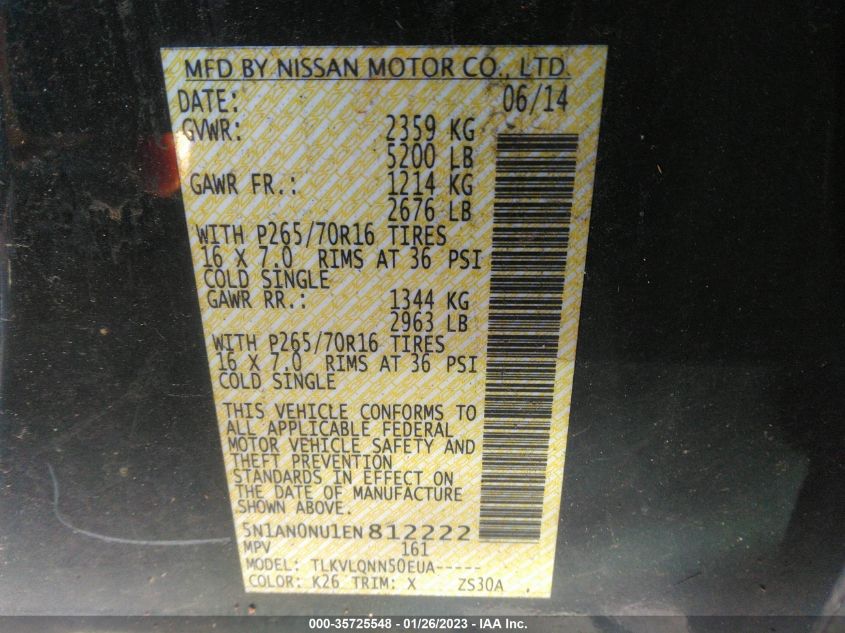 MFD BY NISSAN MOTOR CO., LTD.
DATE: 06/14
GVWR: 2359 KG
5200 LB
GAWR FR.: 1214 KG
2676 LB
WITH P265/70R16 TIRES
16 X 7.0 RIMS AT 36 PSI
COLD SINGLE
GAWR RR.: 1344 KG
2963 LB
WITH P265/70R16 TIRES
16 X 7.0 RIMS AT 36 PSI
COLD SINGLE
THIS VEHICLE CONFORMS TO
ALL APPLICABLE FEDERAL
MOTOR VEHICLE SAFETY AND
THEFT PREVENTION
STANDARDS IN EFFECT ON
THE DATE OF MANUFACTURE
SHOWN ABOVE.
5N1AN0NU1EN812222
MPV 161
MODEL: TLKVLQNN50EUA-----
COLOR: K26 TRIM: X ZS30A
000-35725548 - 01/26/2023 - IAA Inc.